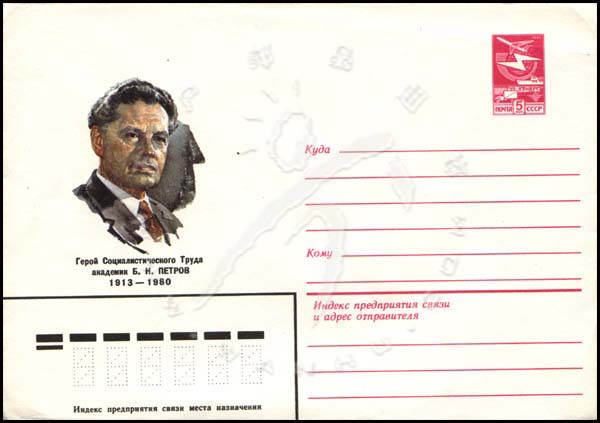 ПОЧТА 5 СССР
Куда
Кому
Герой Социалистического Труда
академик Б. Н. ПЕТРОВ
1913—1980
Индекс предприятия связи
и адрес отправителя
Индекс предприятия связи места назначения